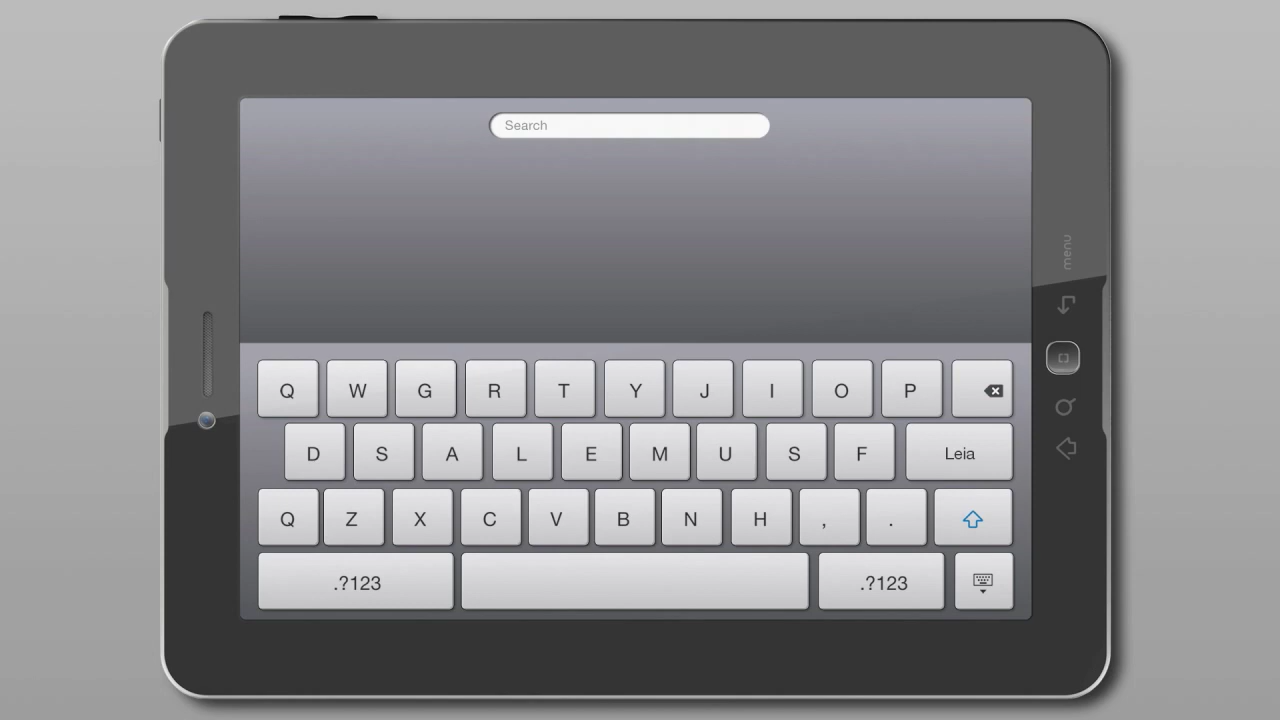 Search
menu
Q W G R T Y J I O P
D S A L E M U S F Leia
Q Z X C V B N H , .
.?123 .?123